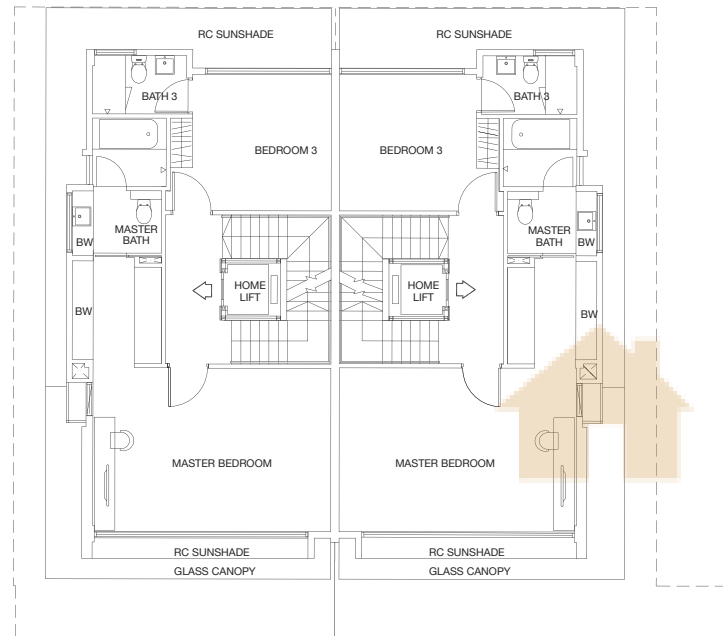 RC SUNSHADE
RC SUNSHADE
BATH 3
BATH 3
BEDROOM 3
BEDROOM 3
MASTER
BATH
MASTER
BATH
BW
BW
HOME
LIFT
HOME
LIFT
BW
BW
MASTER BEDROOM
MASTER BEDROOM
RC SUNSHADE
RC SUNSHADE
GLASS CANOPY
GLASS CANOPY